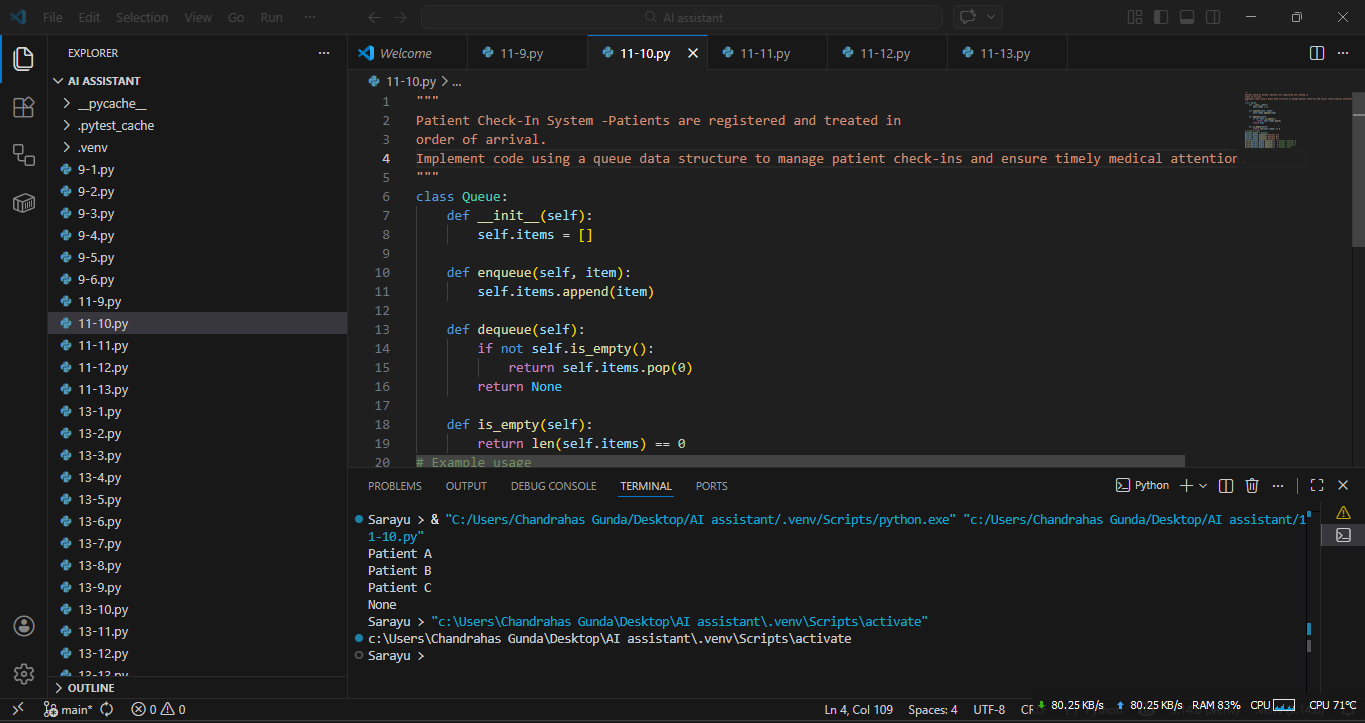 File Edit Selection View Go Run ··· AI assistant
EXPLORER ···
AI ASSISTANT
__pycache__
.pytest_cache
.venv
9-1.py
9-2.py
9-3.py
9-4.py
9-5.py
9-6.py
11-9.py
11-10.py
11-11.py
11-12.py
11-13.py
13-1.py
13-2.py
13-3.py
13-4.py
13-5.py
13-6.py
13-7.py
13-8.py
13-9.py
13-10.py
13-11.py
13-12.py
13-13.py
OUTLINE
Welcome 11-9.py 11-10.py 11-11.py 11-12.py 11-13.py
11-10.py > ...
1 """
2 Patient Check-In System -Patients are registered and treated in
3 order of arrival.
4 Implement code using a queue data structure to manage patient check-ins and ensure timely medical attention
5 """
6 class Queue:
7     def __init__(self):
8         self.items = []
9
10     def enqueue(self, item):
11         self.items.append(item)
12
13     def dequeue(self):
14         if not self.is_empty():
15             return self.items.pop(0)
16         return None
17
18     def is_empty(self):
19         return len(self.items) == 0
20 # Example usage
PROBLEMS OUTPUT DEBUG CONSOLE TERMINAL PORTS Python
Sarayu > & "C:/Users/Chandrahas Gunda/Desktop/AI assistant/.venv/Scripts/python.exe" "c:/Users/Chandrahas Gunda/Desktop/AI assistant/1
1-10.py"
Patient A
Patient B
Patient C
None
Sarayu > "c:\Users\Chandrahas Gunda\Desktop\AI assistant\.venv\Scripts\activate"
c:\Users\Chandrahas Gunda\Desktop\AI assistant\.venv\Scripts\activate
Sarayu >
main* 0 0 Ln 4, Col 109 Spaces: 4 UTF-8 80.25 KB/s 80.25 KB/s RAM 83% CPU CPU 71°C